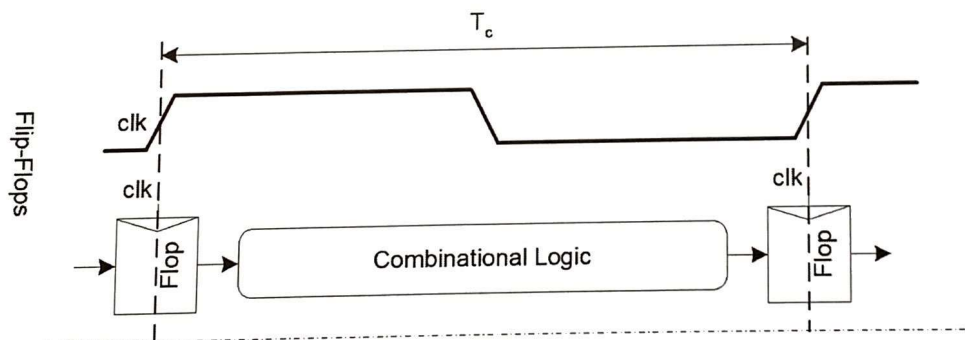 T_c
clk
Flip-Flops
clk
clk
Flop
Combinational Logic
Flop